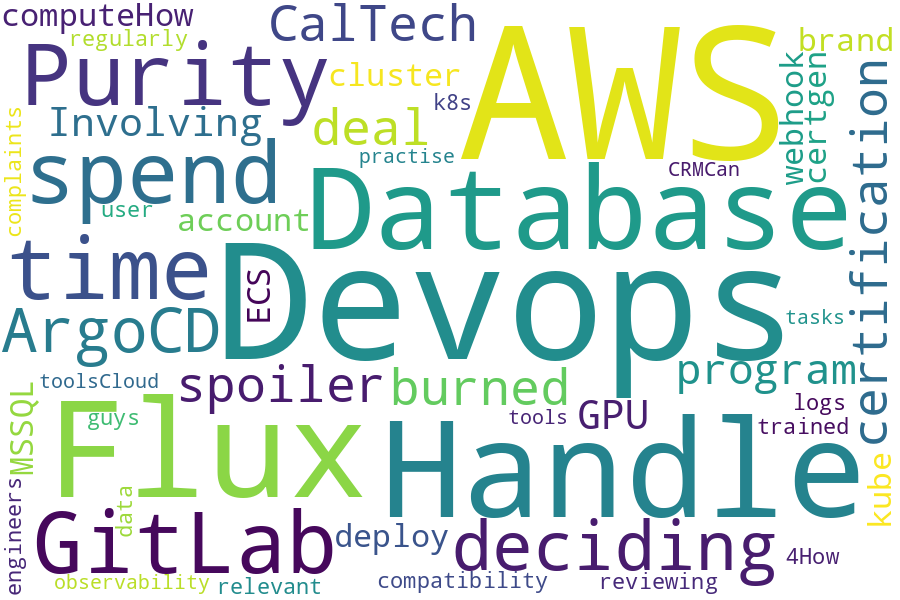 computeHow
CalTech
AWS
brand
regularly
Purity
cluster
k8s
webhook
certgen
certification
complaints
Involving
deal
practise
CRMCan
spend
user
account
Database
time
ECS
Devops
tasks
ArgoCD
toolsCloud
spoiler
burned
program
MSSQL
guys
Flux
tools
GPU
logs
trained
Handle
kube
engineers
data
GitLab
deploy
deciding
4How
observability
relevant
compatibility
reviewing